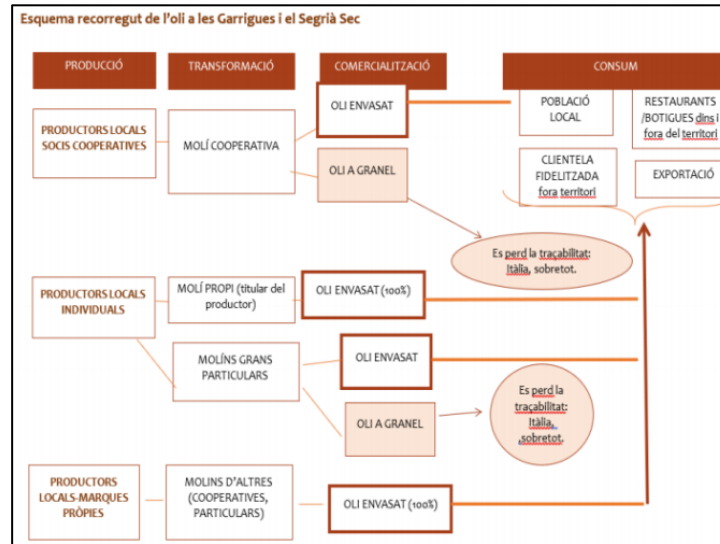 Esquema recorregut de l'oli a les Garrigues i el Segrià Sec
PRODUCCIÓ
TRANSFORMACIÓ
COMERCIALITZACIÓ
CONSUM
PRODUCTORS LOCALS
SOCIS COOPERATIVES
MOLÍ COOPERATIVA
OLI ENVASAT
OLI A GRANEL
POBLACIÓ
LOCAL
RESTAURANTS
/BOTIGUES dins i
fora del territori
CLIENTELA
FIDELITZADA
fora territori
EXPORTACIÓ
Es perd la traçabilitat:
Itàlia, sobretot.
PRODUCTORS LOCALS
INDIVIDUALS
MOLÍ PROPI (titular del
productor)
OLI ENVASAT (100%)
MOLÍNS GRANS
PARTICULARS
OLI ENVASAT
OLI A GRANEL
Es perd la
traçabilitat:
Itàlia,
sobretot.
PRODUCTORS
LOCALS-MARQUES
PRÒPIES
MOLINS D'ALTRES
(COOPERATIVES,
PARTICULARS)
OLI ENVASAT (100%)